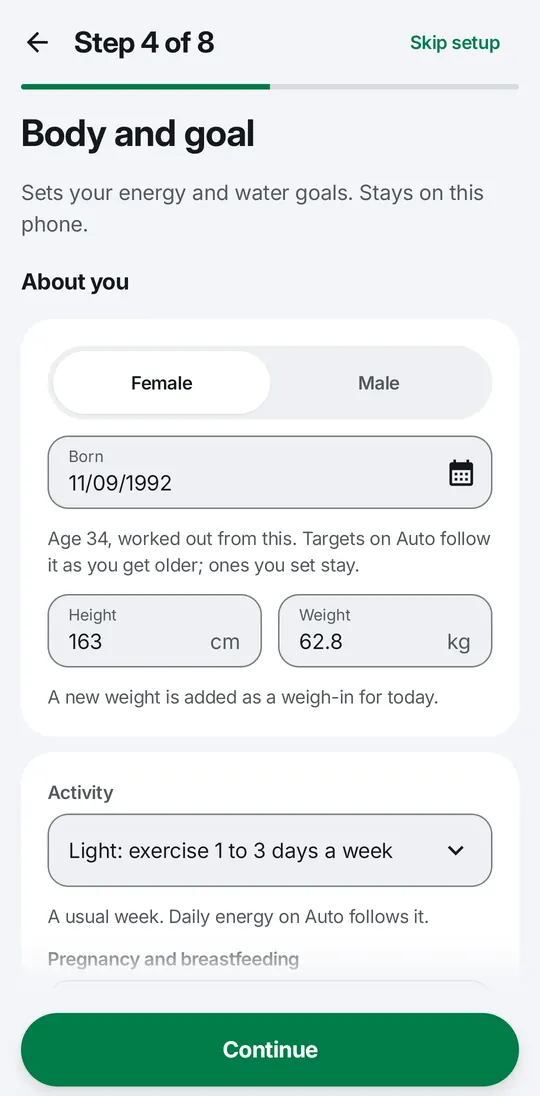 Step 4 of 8
Skip setup
Body and goal
Sets your energy and water goals. Stays on this
phone.
About you
Female
Male
Born
11/09/1992
Age 34, worked out from this. Targets on Auto follow
it as you get older; ones you set stay.
Height
163 cm
Weight
62.8 kg
A new weight is added as a weigh-in for today.
Activity
Light: exercise 1 to 3 days a week
A usual week. Daily energy on Auto follows it.
Pregnancy and breastfeeding
Continue